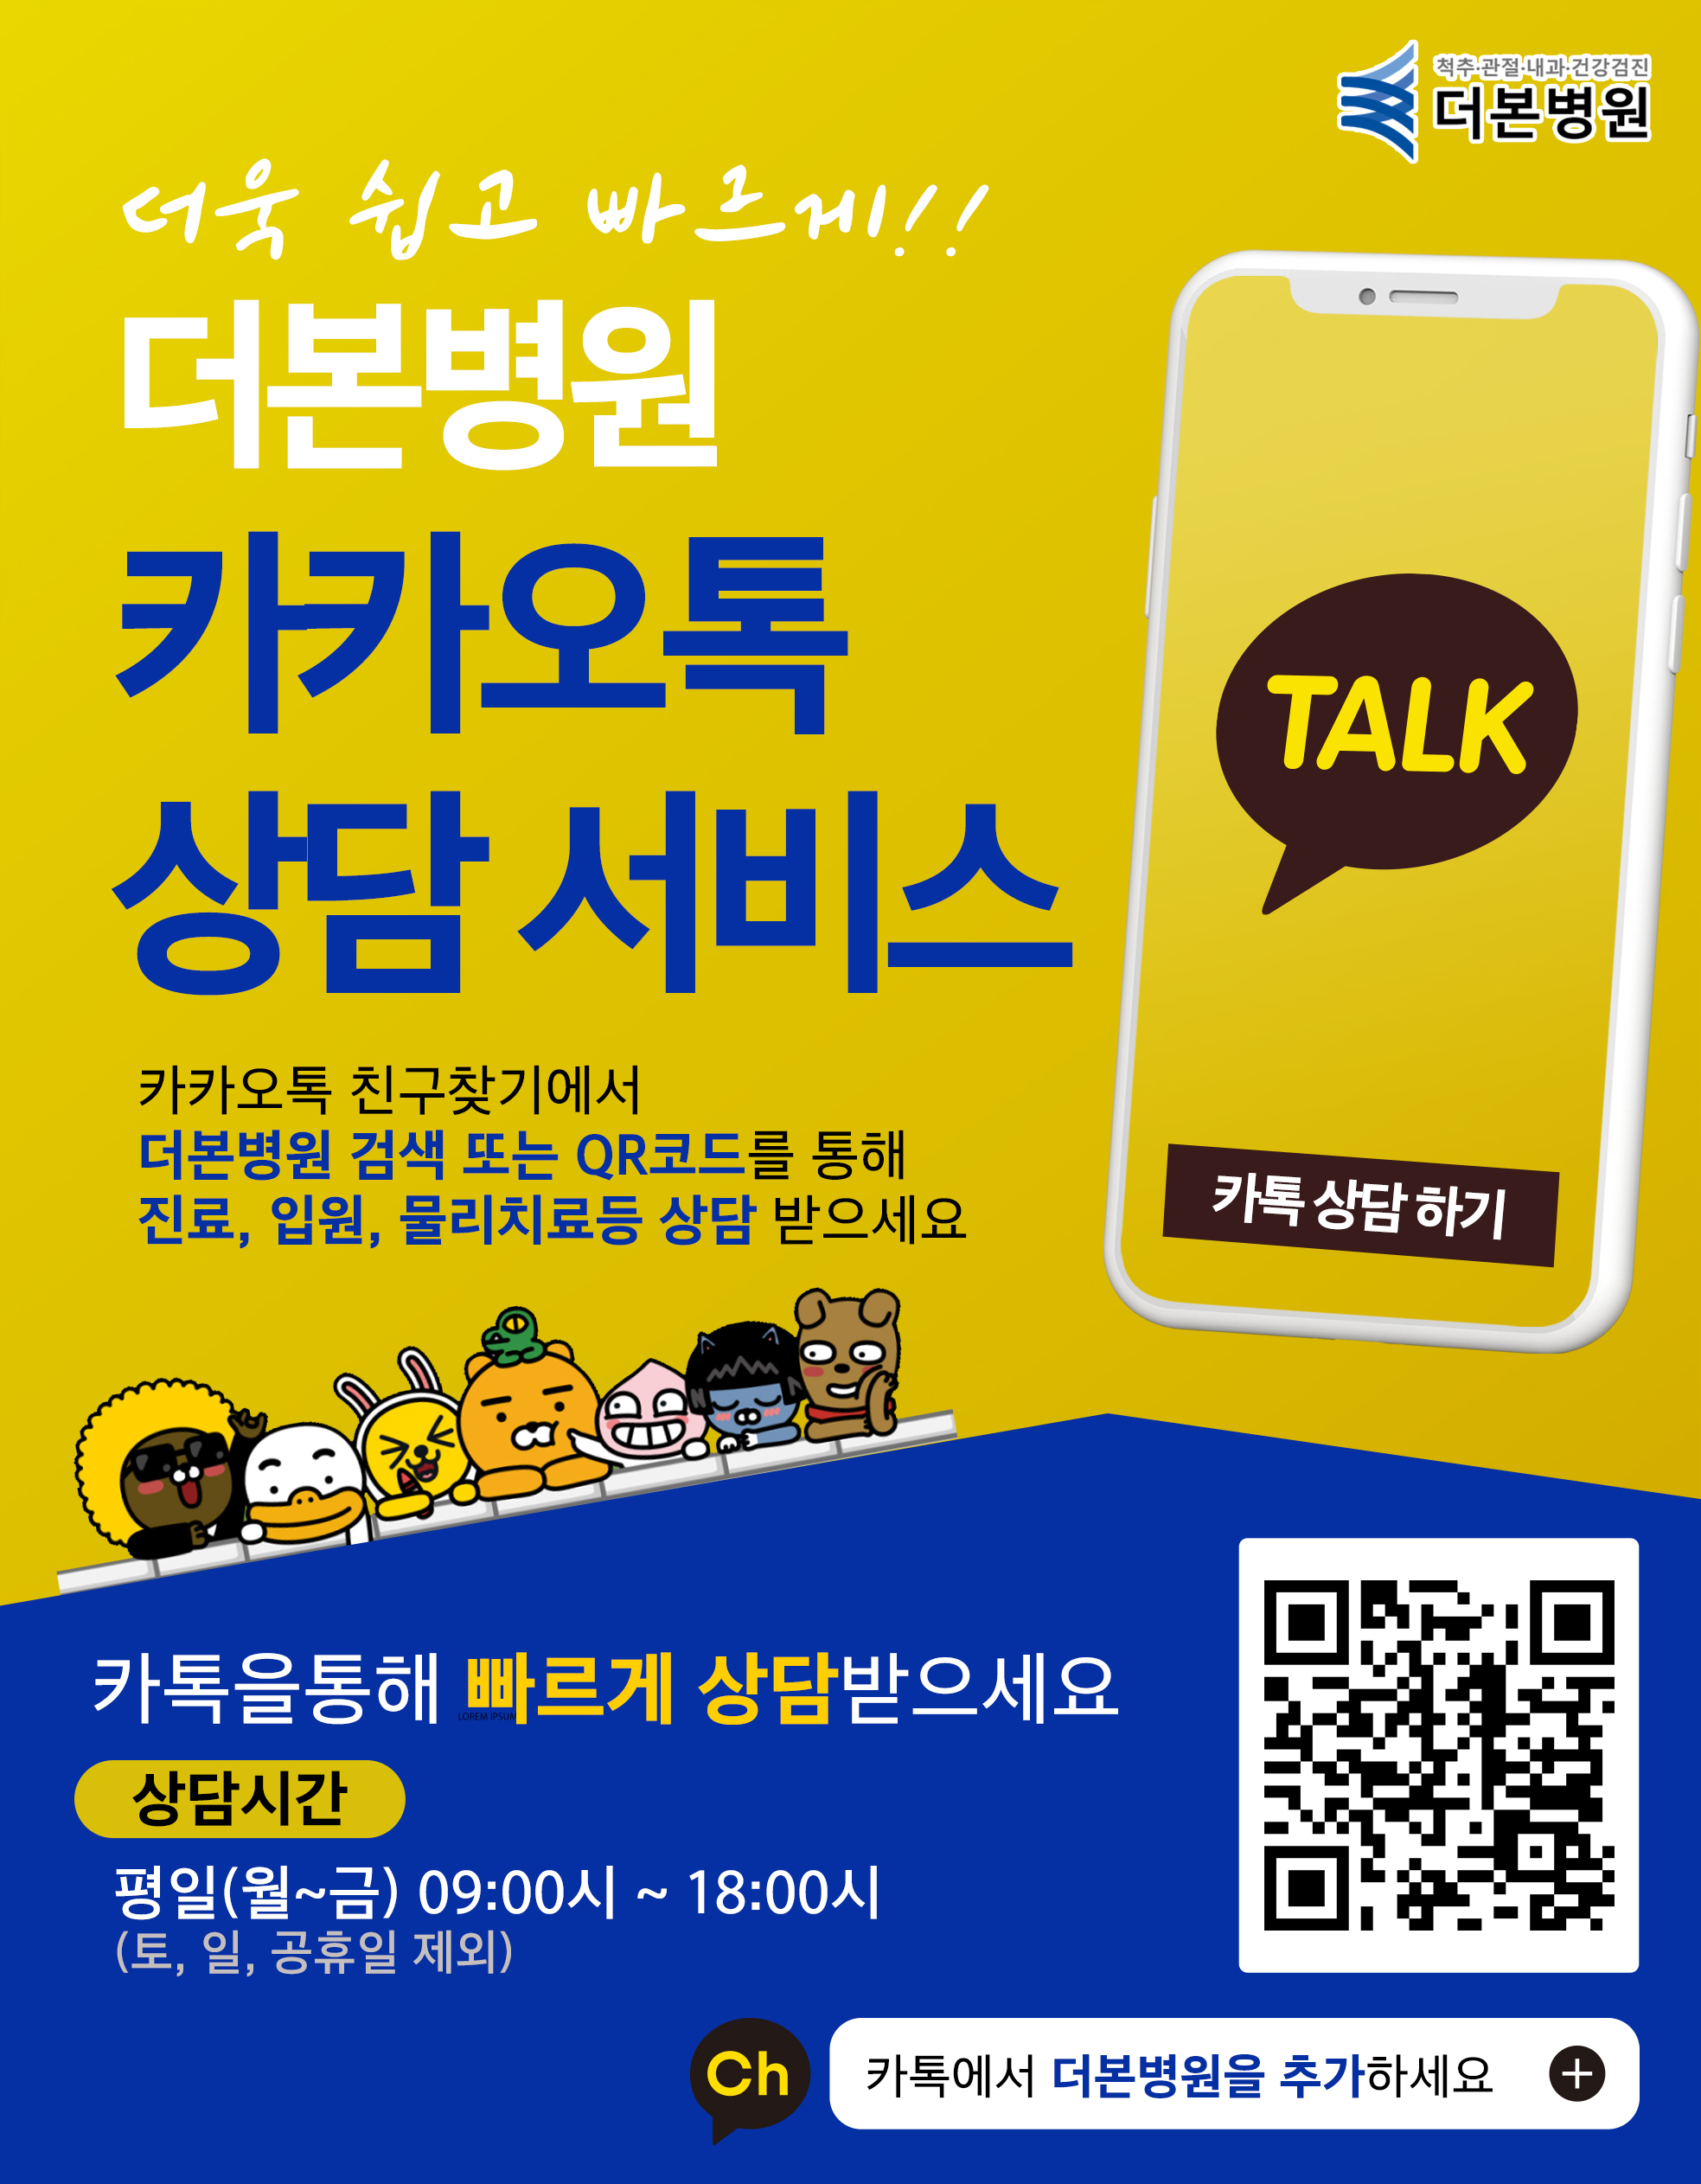 척추·관절·내과·건강검진
더본병원
더욱 쉽고 빠르게!!
더본병원
카카오톡
상담 서비스
TALK
카톡 상담 하기
카카오톡 친구찾기에서
더본병원 검색 또는 QR코드를 통해
진료, 입원, 물리치료등 상담 받으세요
카톡을통해 빠르게 상담받으세요
LOREM IPSUM
상담시간
평일(월~금) 09:00시 ~ 18:00시
(토, 일, 공휴일 제외)
Ch
카톡에서 더본병원을 추가하세요